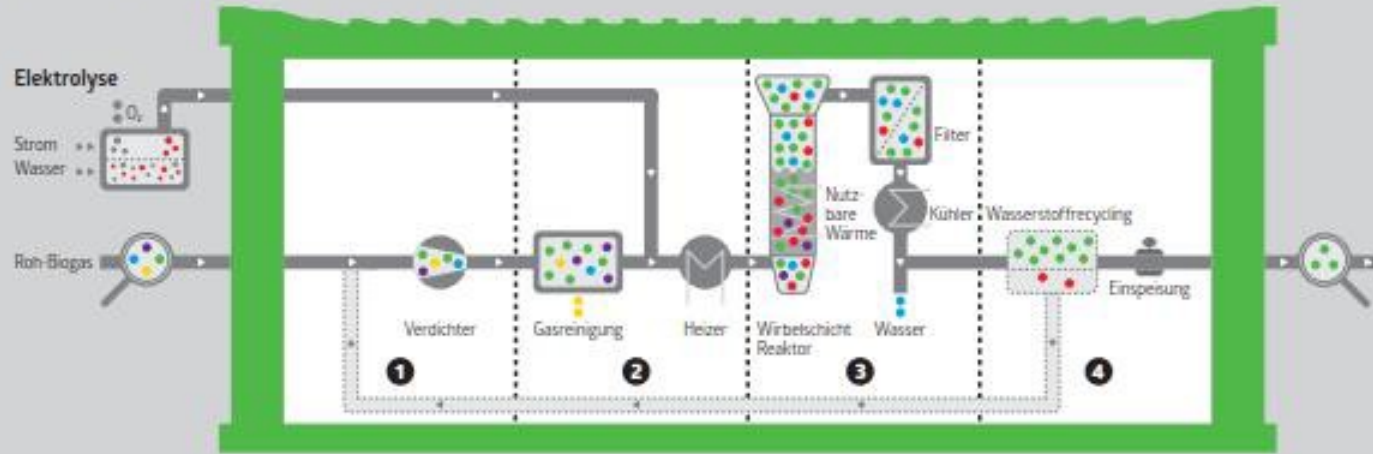 Elektrolyse
O₂
Strom
Wasser
Roh-Biogas
Filter
Nutz-
bare
Wärme
Kühler
Wasserstoffrecycling
Einspeisung
Verdichter
Gasreinigung
Heizer
Wirbelschicht
Reaktor
Wasser
1
2
3
4